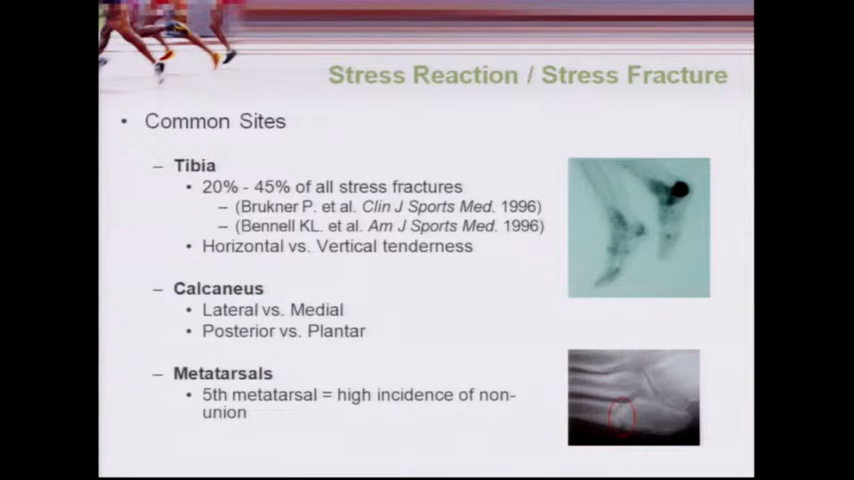 Stress Reaction / Stress Fracture
• Common Sites
– Tibia
• 20% - 45% of all stress fractures
– (Brukner P. et al. Clin J Sports Med. 1996)
– (Bennell KL. et al. Am J Sports Med. 1996)
• Horizontal vs. Vertical tenderness
– Calcaneus
• Lateral vs. Medial
• Posterior vs. Plantar
– Metatarsals
• 5th metatarsal = high incidence of non-
union